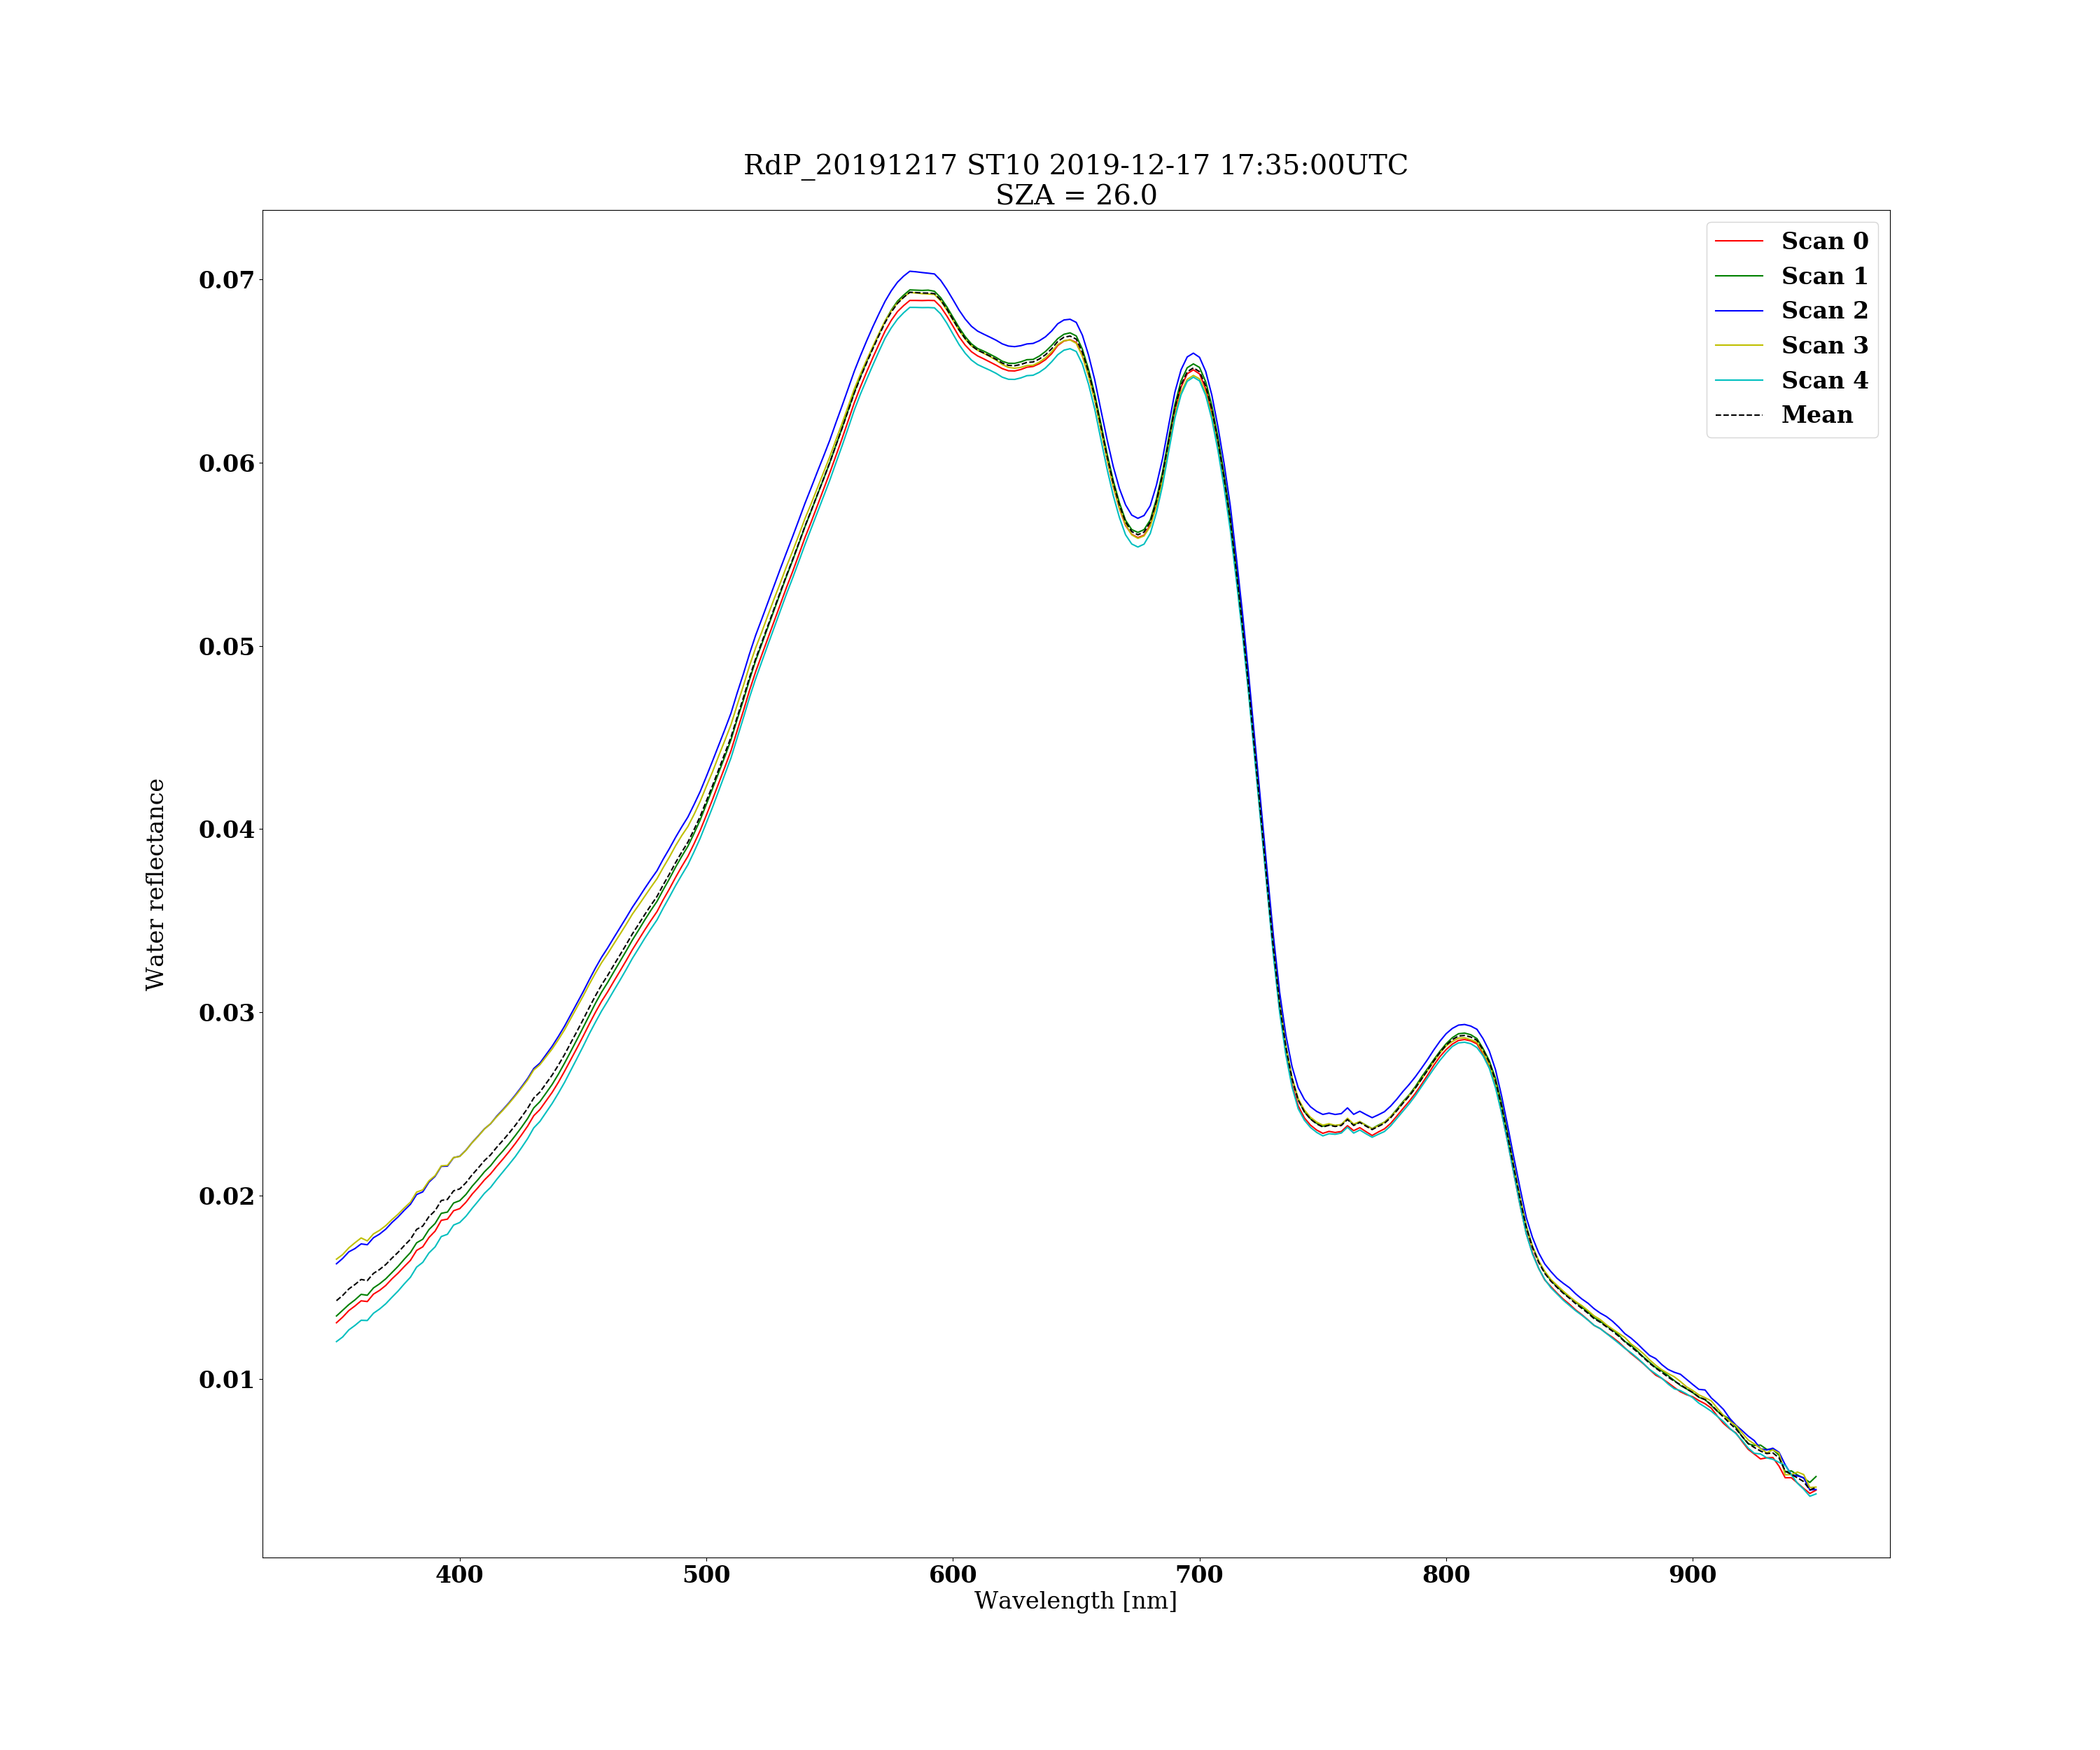 RdP_20191217 ST10 2019-12-17 17:35:00UTC
SZA = 26.0
Scan 0
Scan 1
Scan 2
Scan 3
Scan 4
Mean
0.07
0.06
0.05
0.04
0.03
0.02
0.01
Water reflectance
400 500 600 700 800 900
Wavelength [nm]